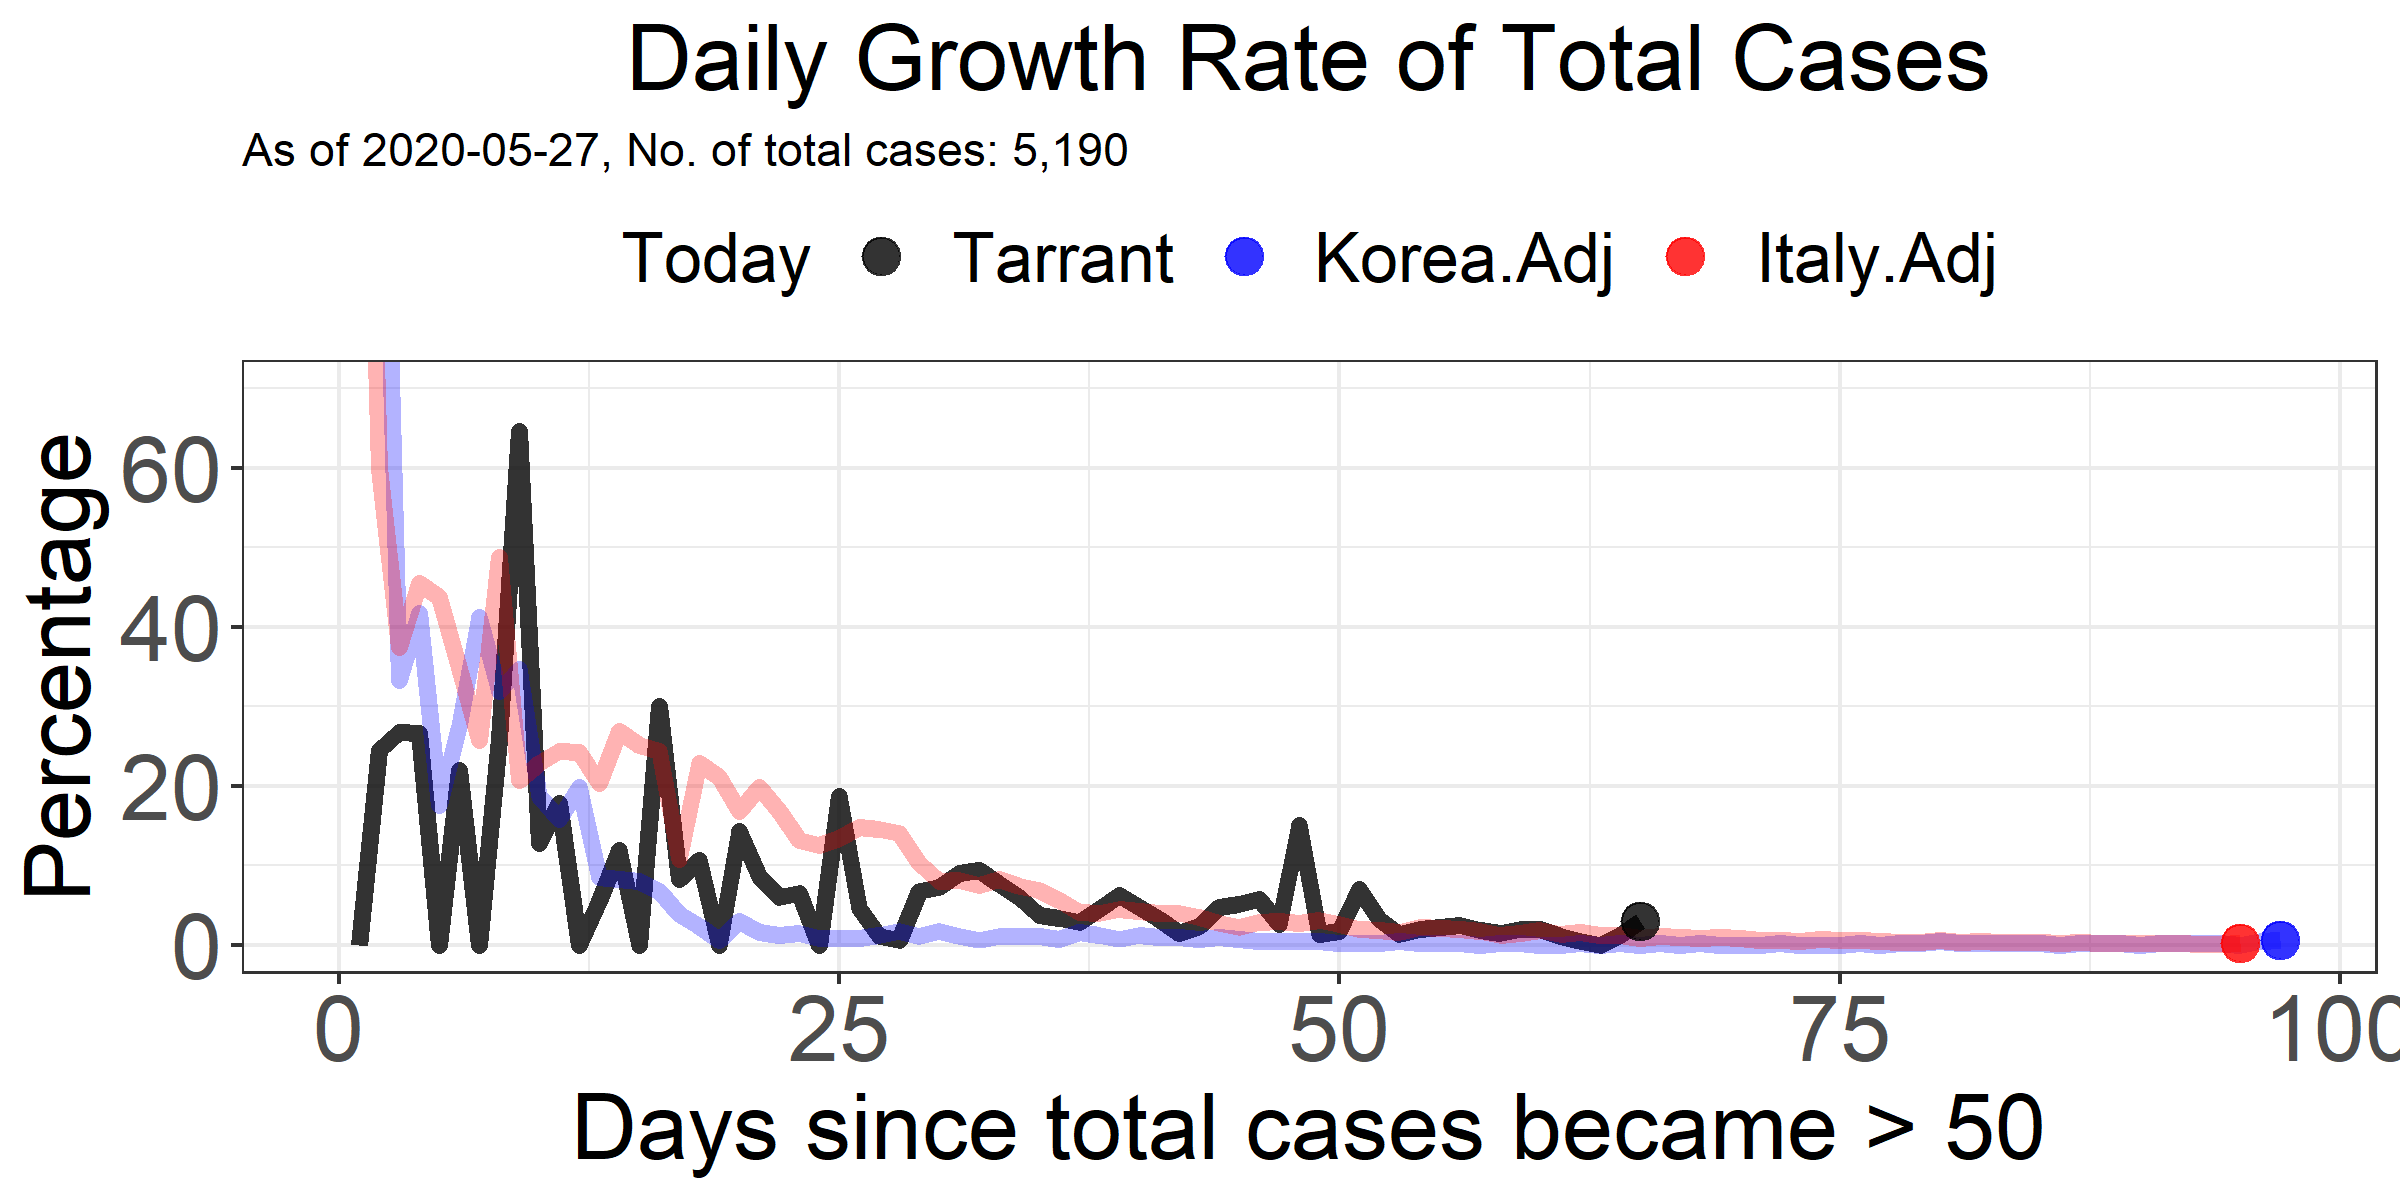 Daily Growth Rate of Total Cases
As of 2020-05-27, No. of total cases: 5,190
Today Tarrant Korea.Adj Italy.Adj
Percentage
60
40
20
0
0 25 50 75 100
Days since total cases became > 50